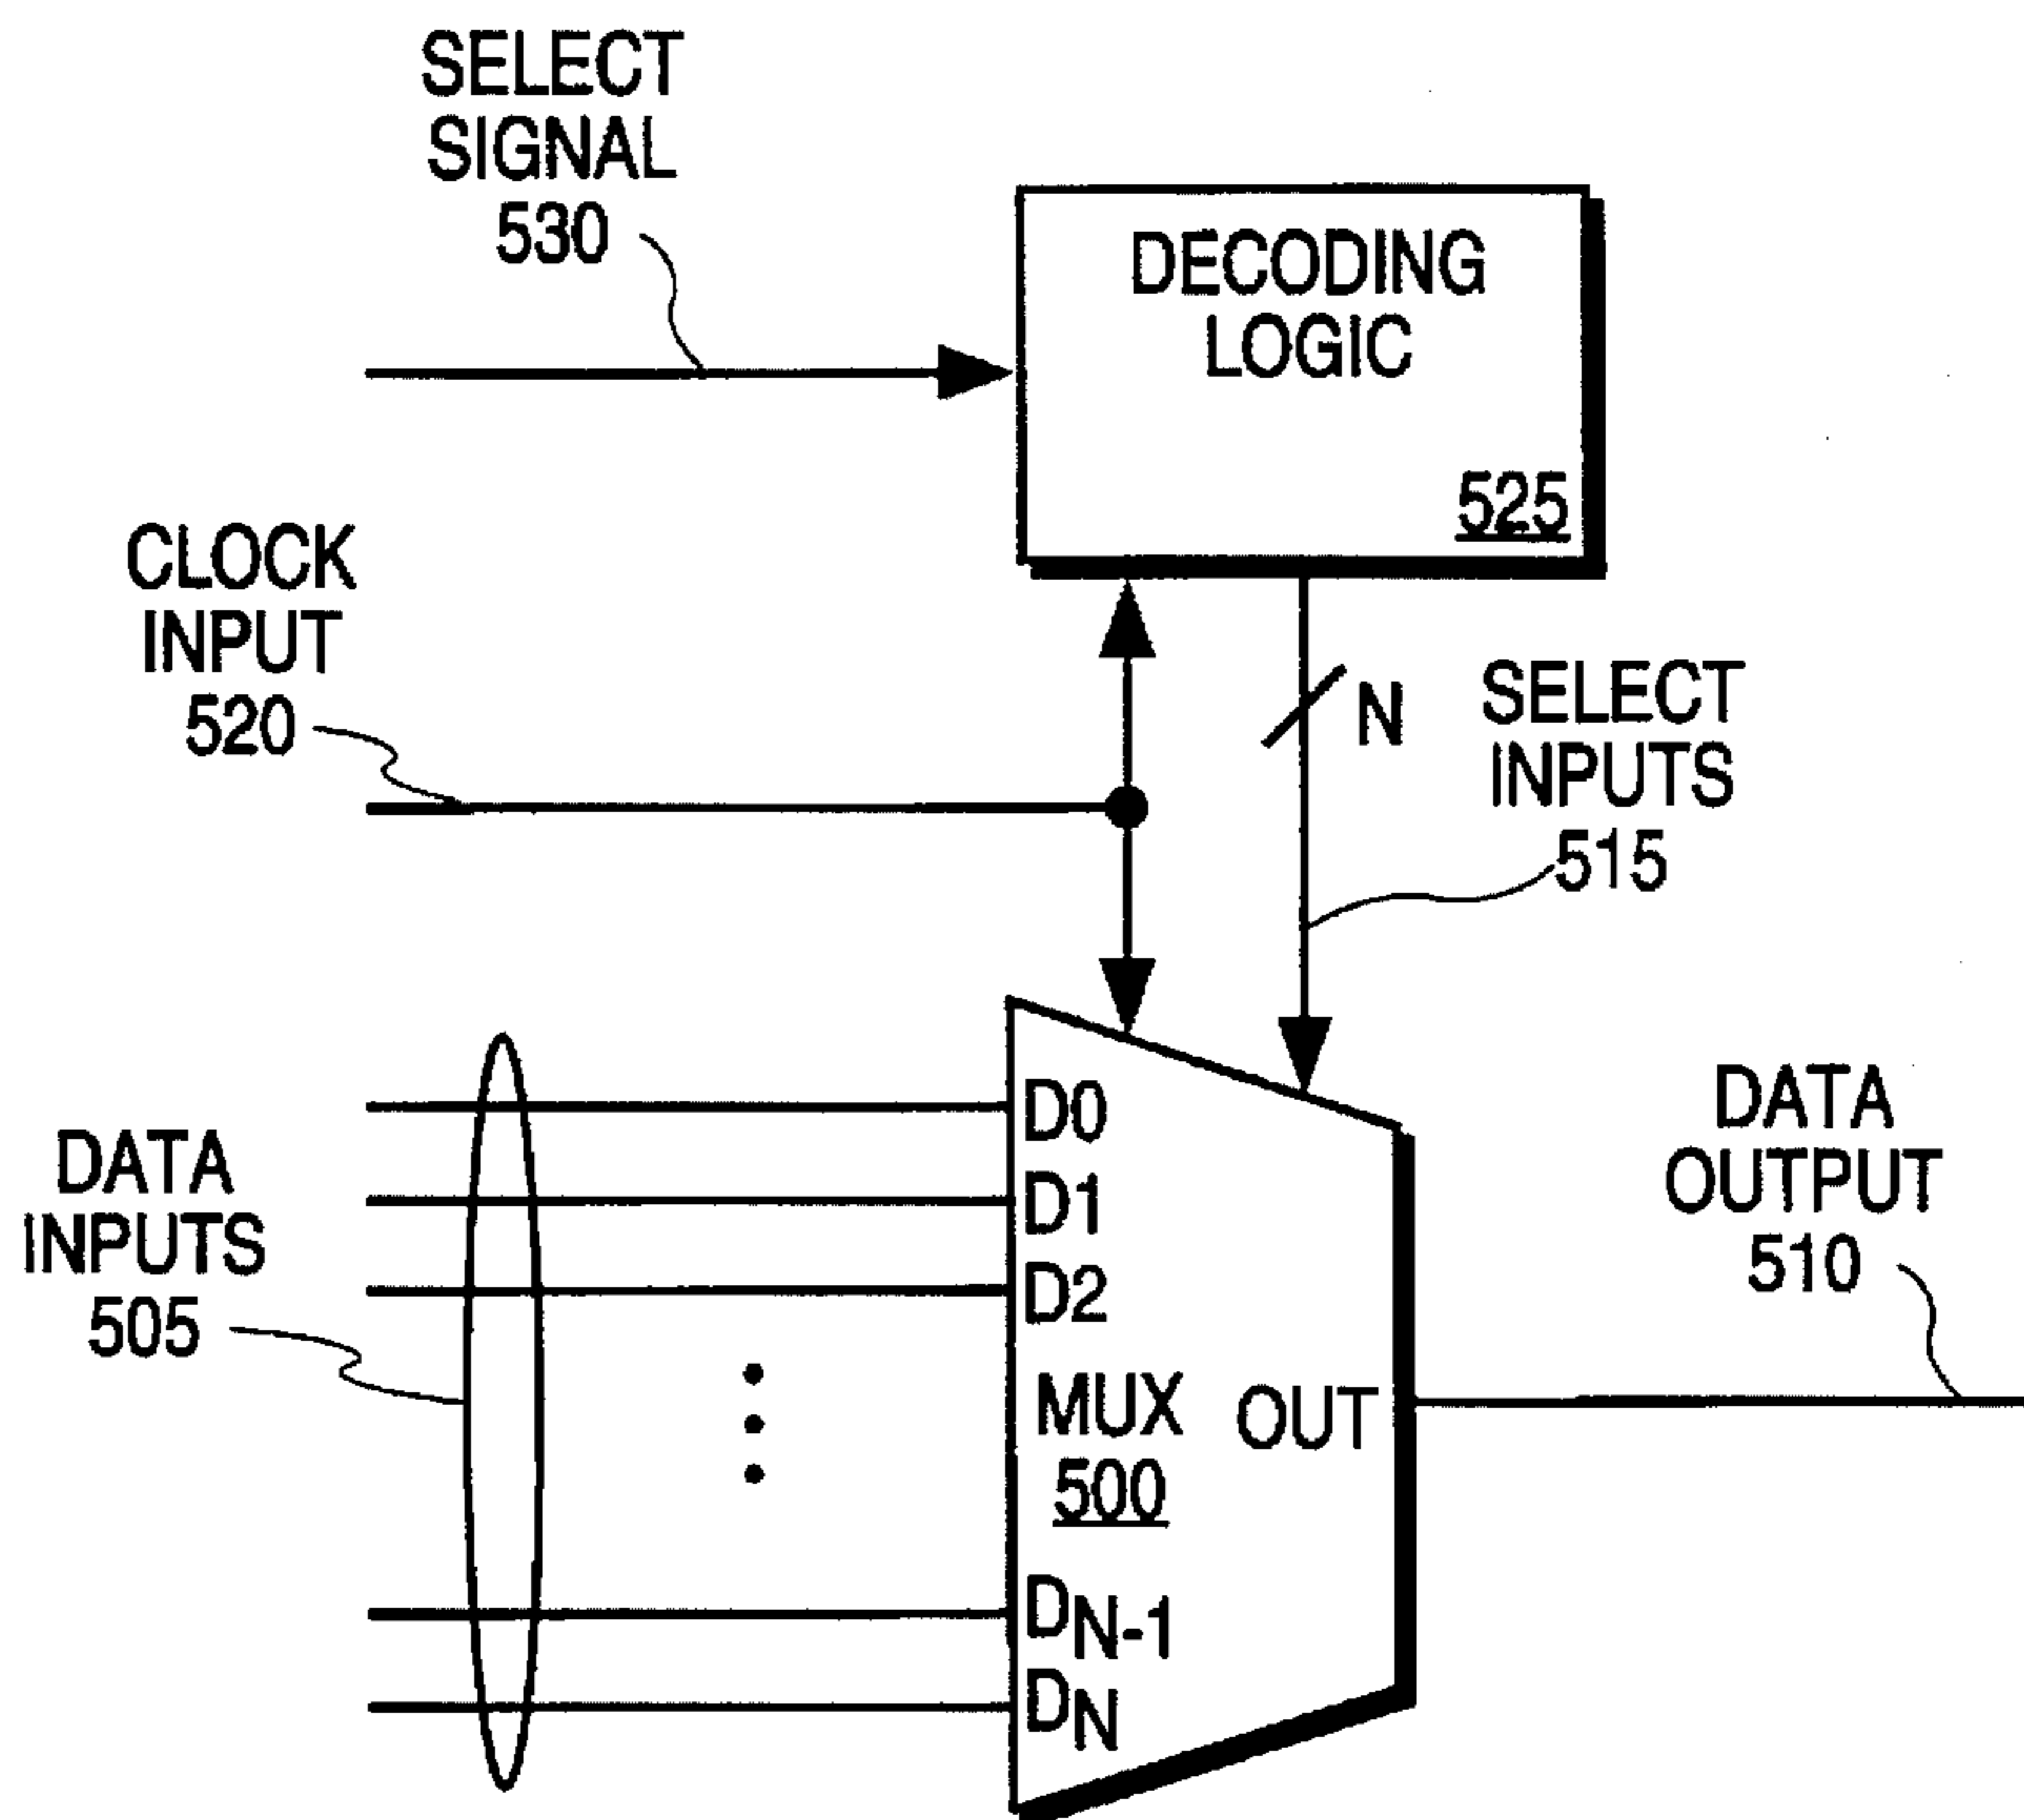 SELECT
SIGNAL
530
DECODING
LOGIC
525
CLOCK
INPUT
520
N
SELECT
INPUTS
515
DATA
INPUTS
505
D0
D1
D2
MUX
500
OUT
DN-1
DN
DATA
OUTPUT
510